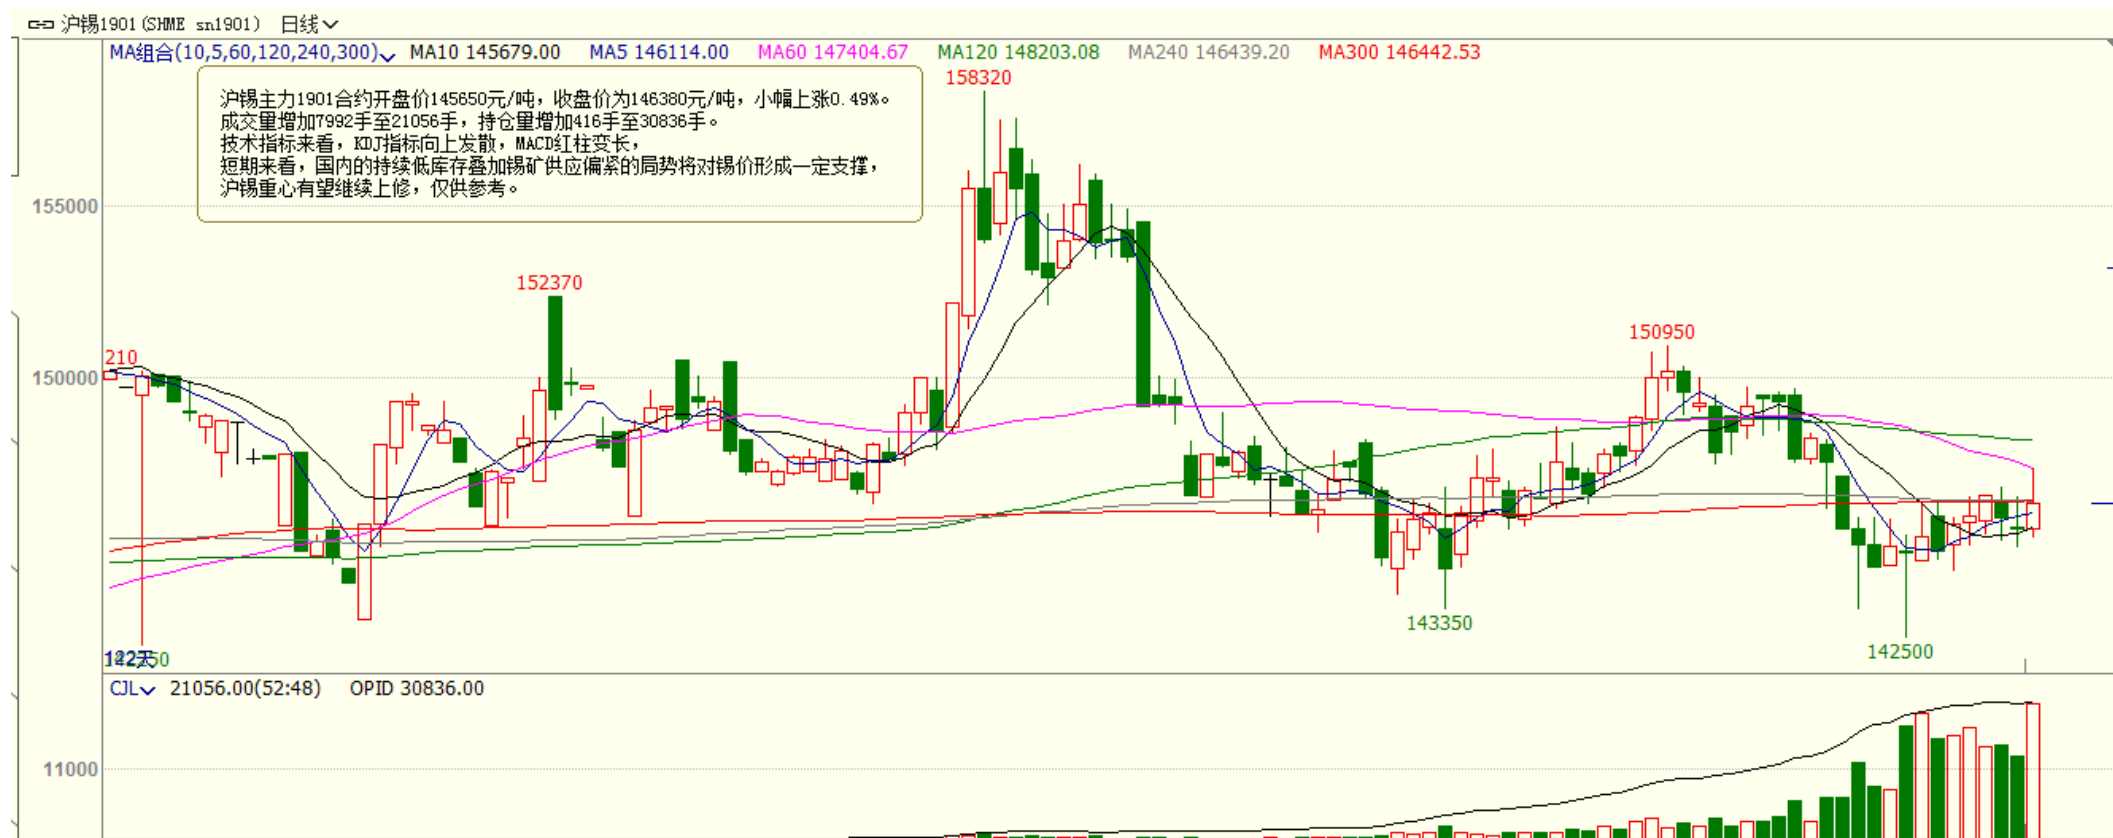 沪锡1901(SHME sn1901) 日线
MA组合(10,5,60,120,240,300) MA10 145679.00 MA5 146114.00 MA60 147404.67 MA120 148203.08 MA240 146439.20 MA300 146442.53
158320
沪锡主力1901合约开盘价145650元/吨，收盘价为146380元/吨，小幅上涨0.49%。
成交量增加7992手至21056手，持仓量增加416手至30836手。
技术指标来看，KDJ指标向上发散，MACD红柱变长，
短期来看，国内的持续低库存叠加锡矿供应偏紧的局势将对锡价形成一定支撑，
沪锡重心有望继续上修，仅供参考。
155000
152370
150950
210
150000
143350
142500
CJL 21056.00(52:48) OPID 30836.00
11000